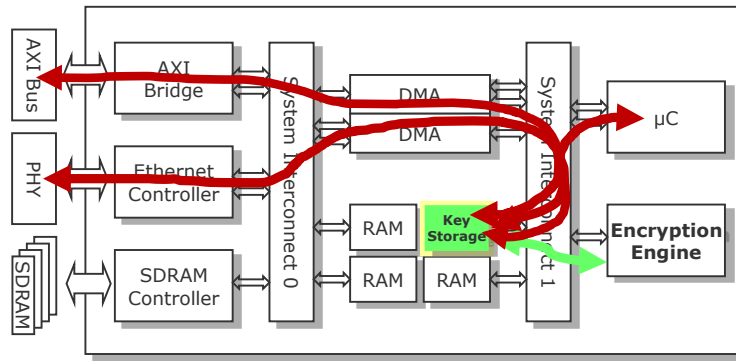 AXI Bus
AXI
Bridge
System Interconnect 0
DMA
DMA
System Interconnect 1
µC
PHY
Ethernet
Controller
RAM
Key
Storage
Encryption
Engine
SDRAM
SDRAM
Controller
RAM
RAM